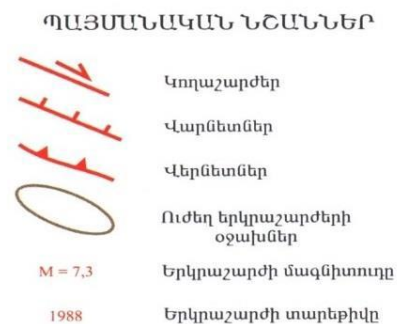 ՊԱՅՄԱՆԱԿԱՆ ՆՇԱՆՆԵՐ
Կողաշարժեր
Վարնետներ
Վերնետներ
Ուժեղ երկրաշարժերի
օջախներ
M = 7,3 Երկրաշարժի մագնիտուդը
1988 Երկրաշարժի տարեթիվը